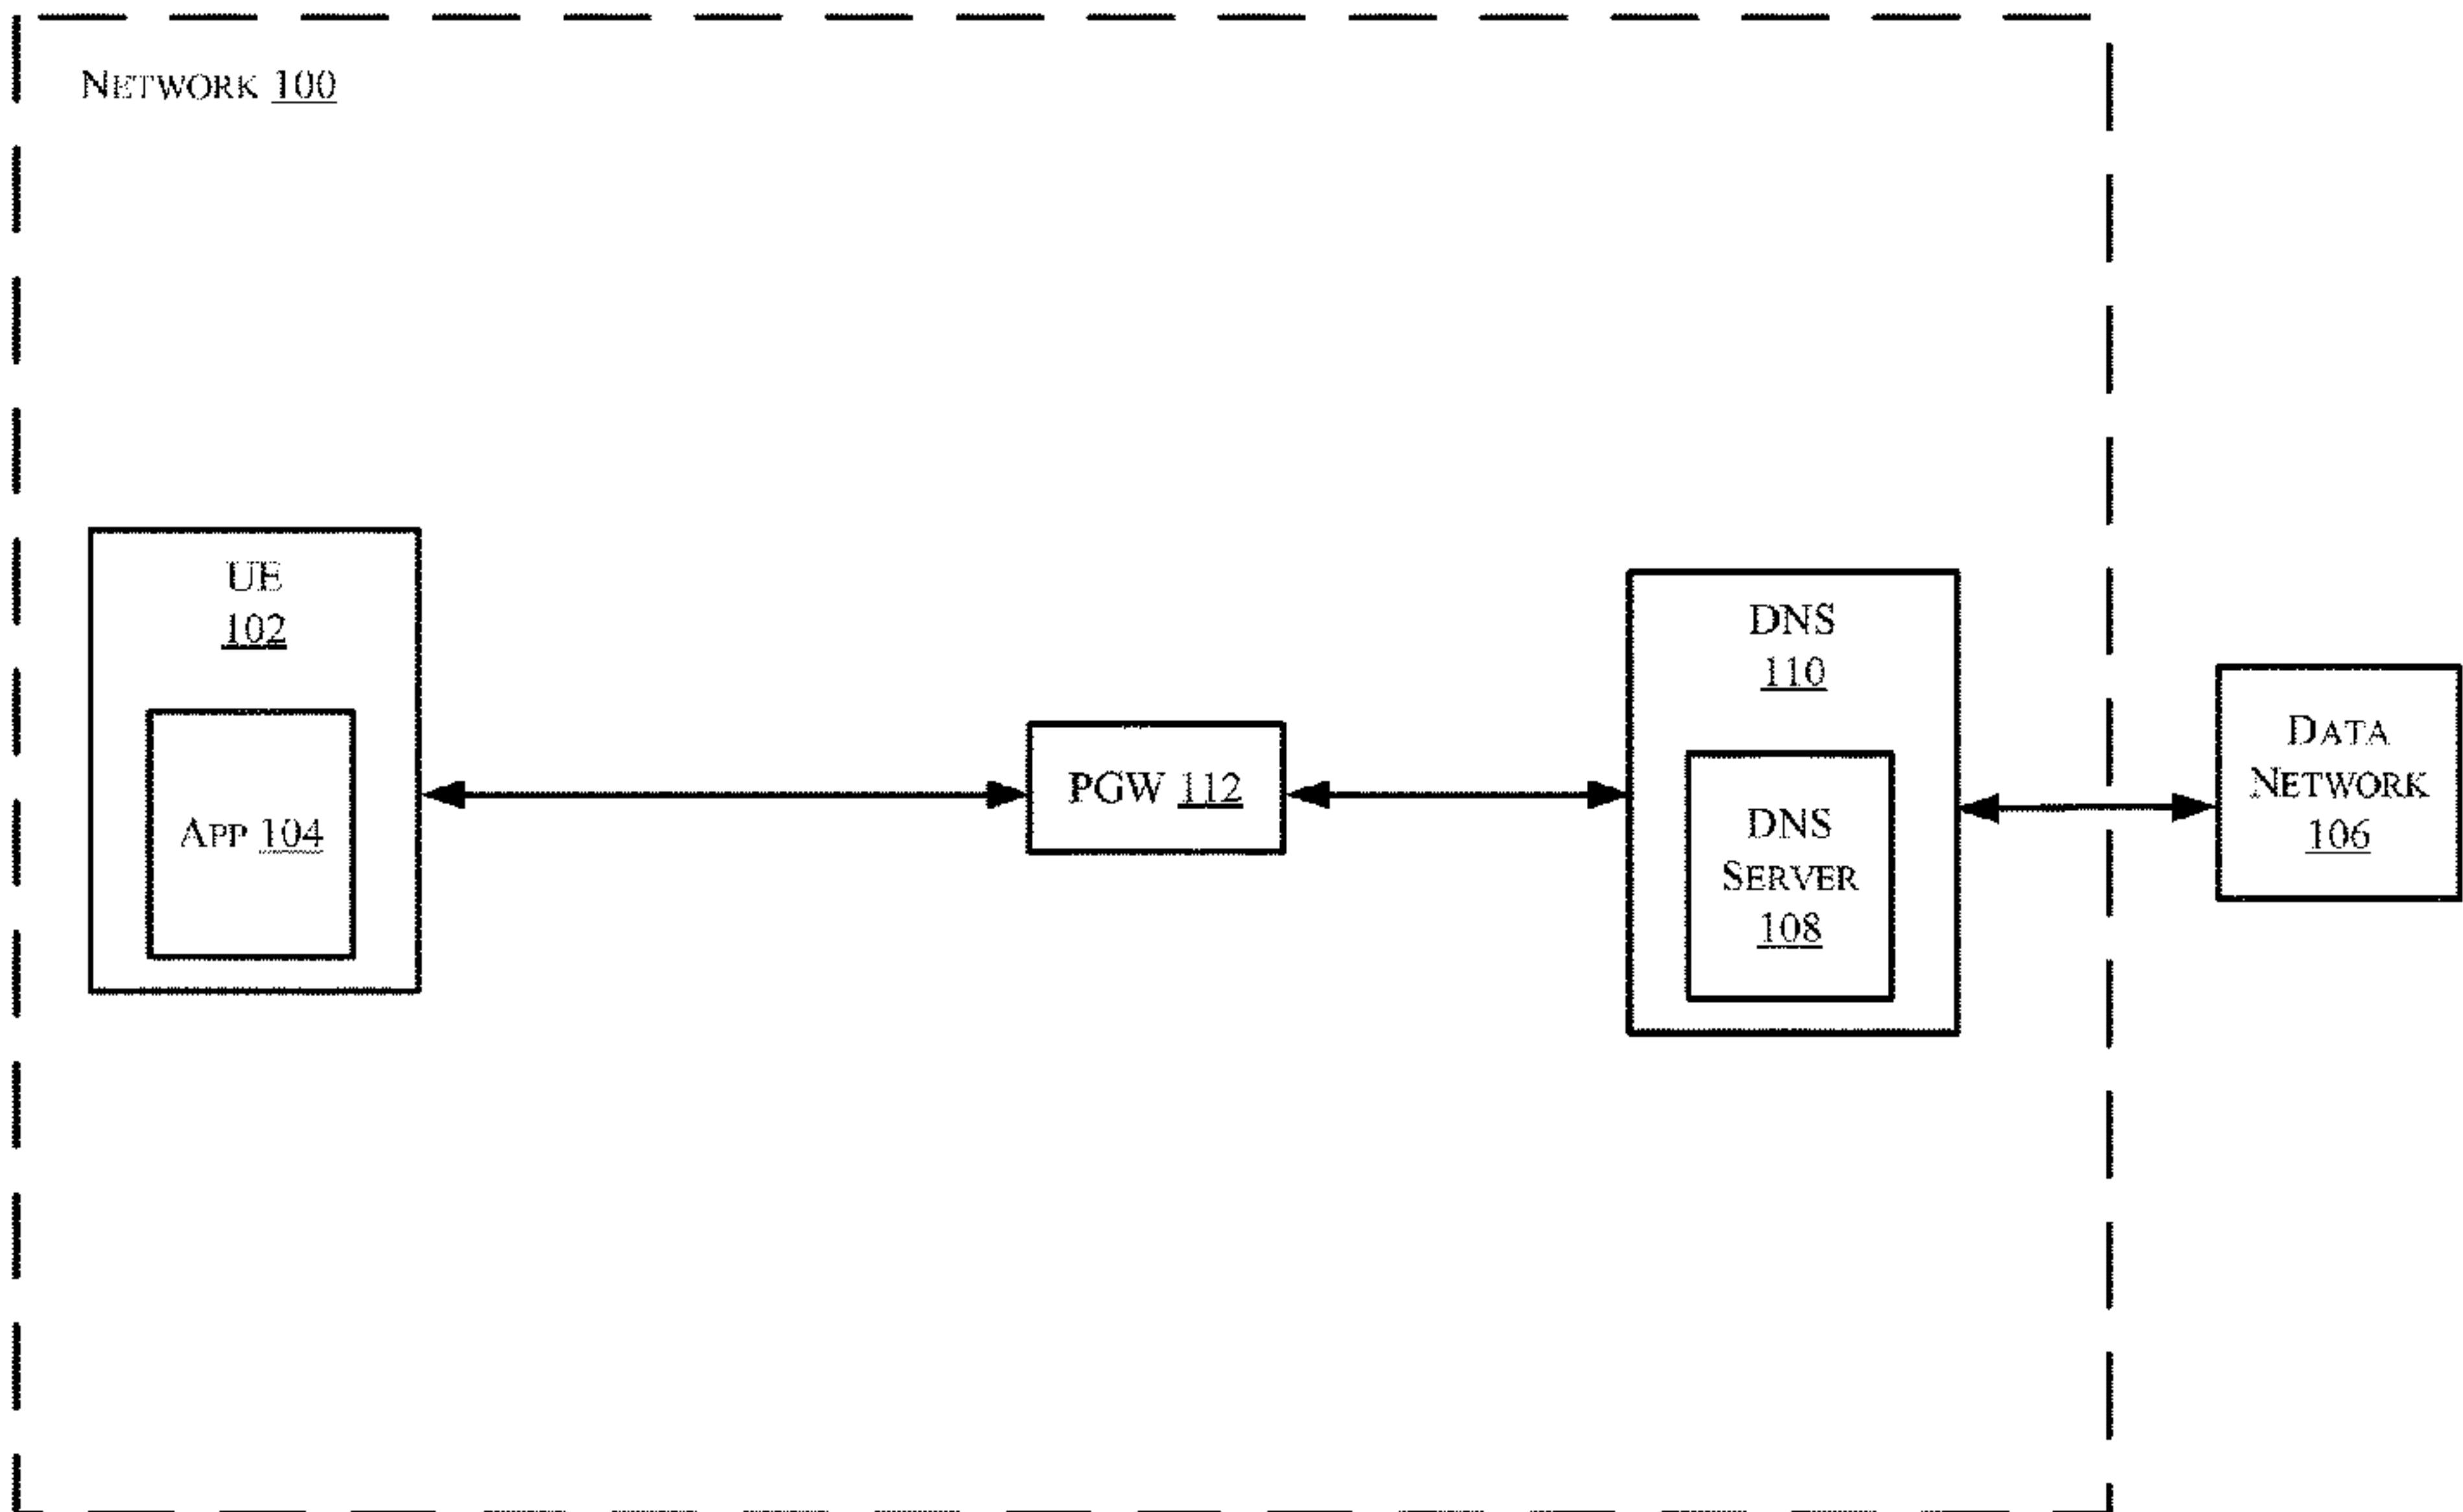 NETWORK 100
UE
102
APP 104
PGW 112
DNS
110
DNS
SERVER
108
DATA
NETWORK
106